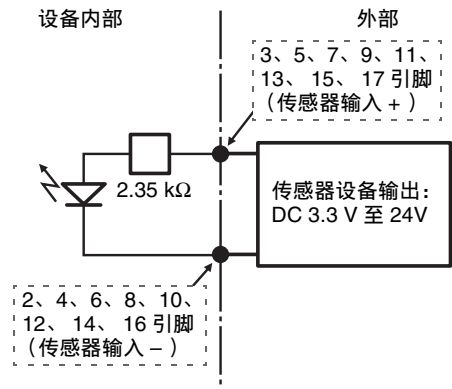 设备内部
外部
3、5、7、9、11、
13、 15、 17 引脚
（传感器输入 + ）
2.35 kΩ
传感器设备输出：
DC 3.3 V 至 24V
2、4、6、8、10、
12、 14、 16 引脚
（传感器输入 – ）